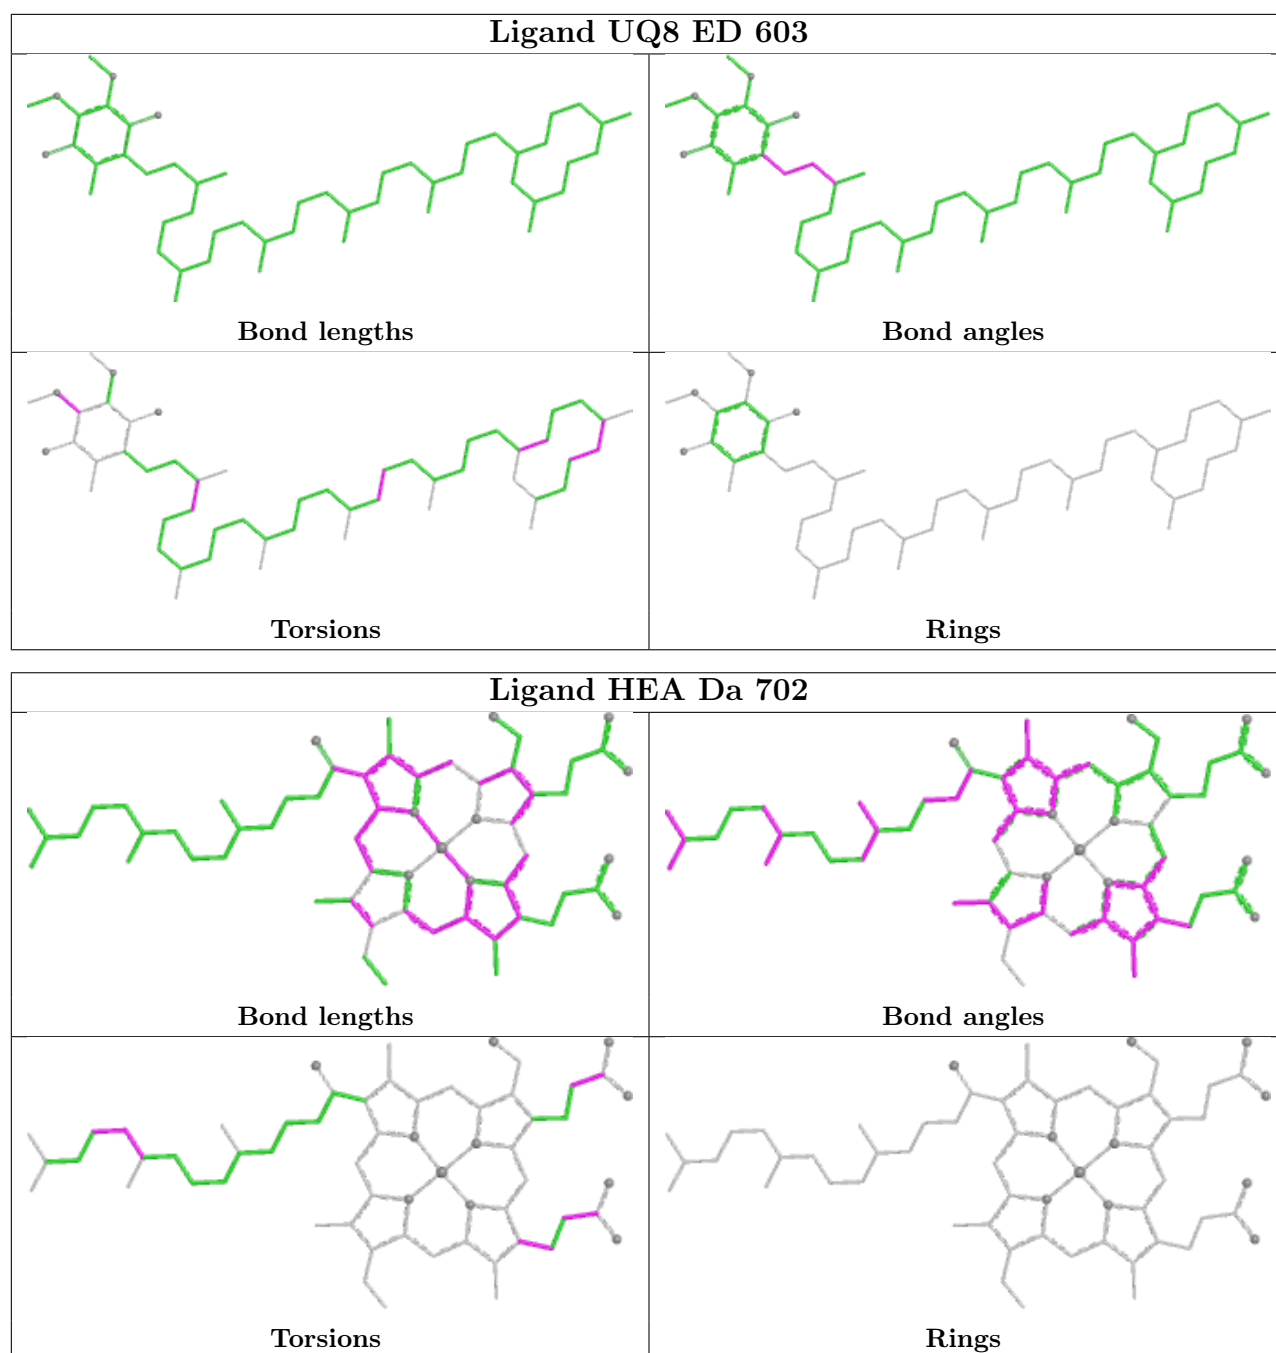 Ligand UQ8 ED 603
Bond lengths
Bond angles
Torsions
Rings
Ligand HEA Da 702
Bond lengths
Bond angles
Torsions
Rings